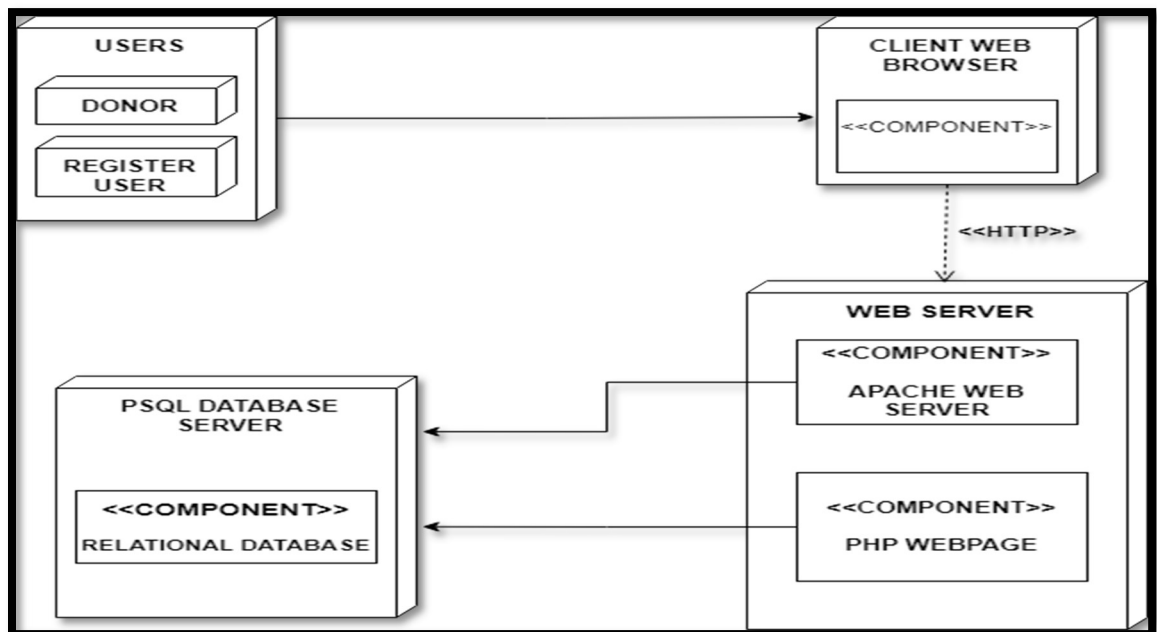 USERS
DONOR
REGISTER
USER
CLIENT WEB
BROWSER
<<COMPONENT>>
<<HTTP>>
WEB SERVER
<<COMPONENT>>
APACHE WEB
SERVER
<<COMPONENT>>
PHP WEBPAGE
PSQL DATABASE
SERVER
<<COMPONENT>>
RELATIONAL DATABASE